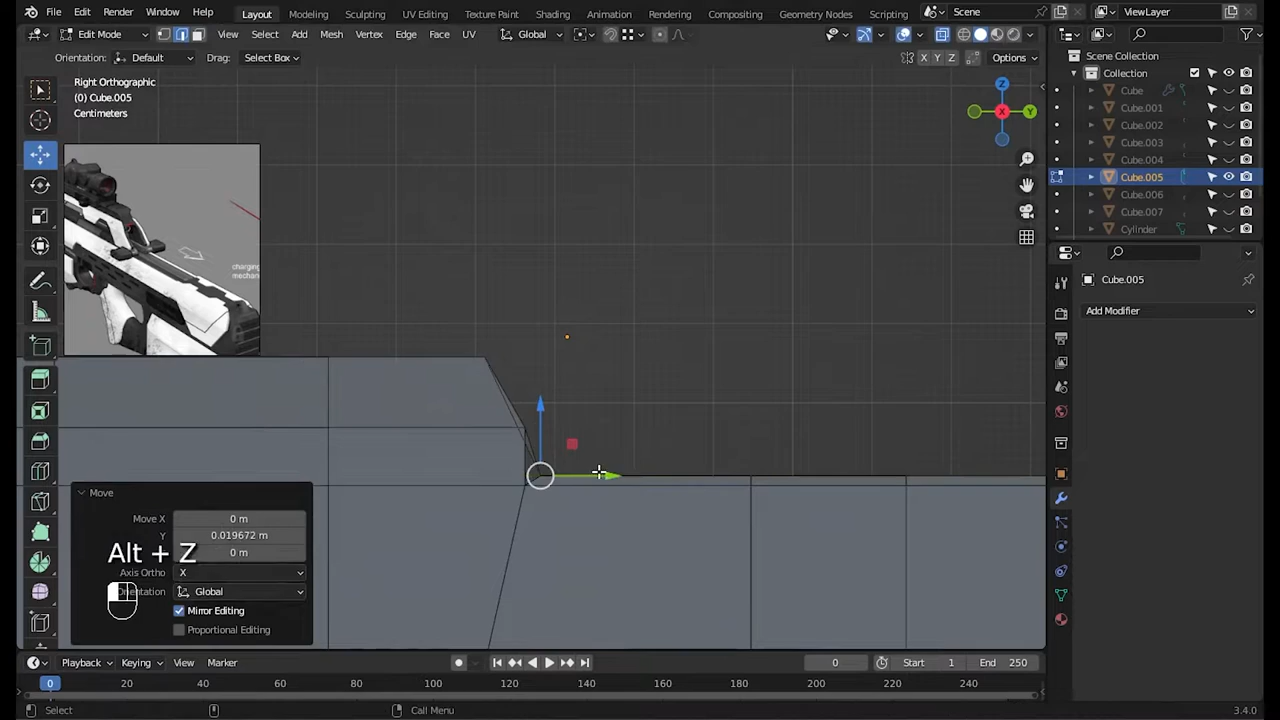 File Edit Render Window Help Layout Modeling Sculpting UV Editing Texture Paint Shading Animation Rendering Compositing Geometry Nodes Scripting Scene ViewLayer
Edit Mode View Select Add Mesh Vertex Edge Face UV Global
Orientation: Default Drag: Select Box X Y Z Options
Right Orthographic
(0) Cube.005
Centimeters
Z
X
Y
charging
mechani
Scene Collection
Collection
Cube
Cube.001
Cube.002
Cube.003
Cube.004
Cube.005
Cube.006
Cube.007
Cylinder
Cube.005
Add Modifier
Move
Move X 0 m
Y 0.019672 m
0 m
Axis Ortho X
Orientation Global
Mirror Editing
Proportional Editing
Alt + Z
Playback Keying View Marker 0 Start 1 End 250
0 20 40 60 80 100 120 140 160 180 200 220 240
Select Call Menu 3.4.0